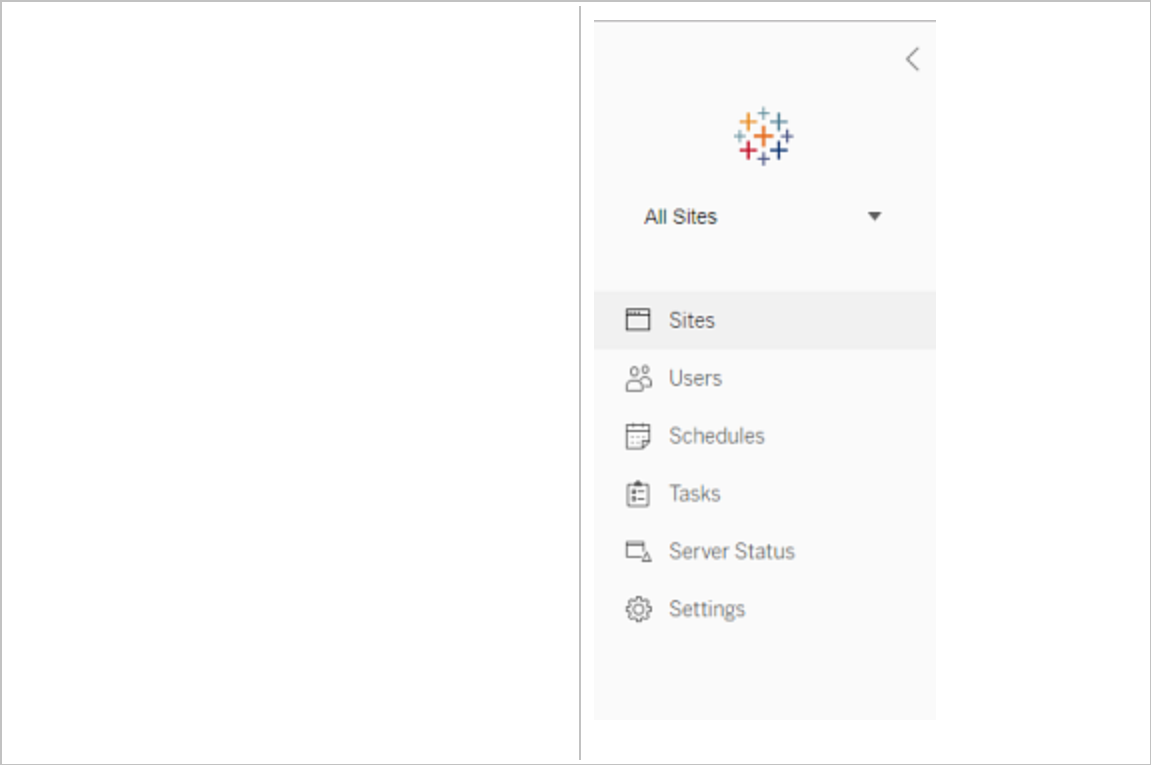 All Sites
Sites
Users
Schedules
Tasks
Server Status
Settings